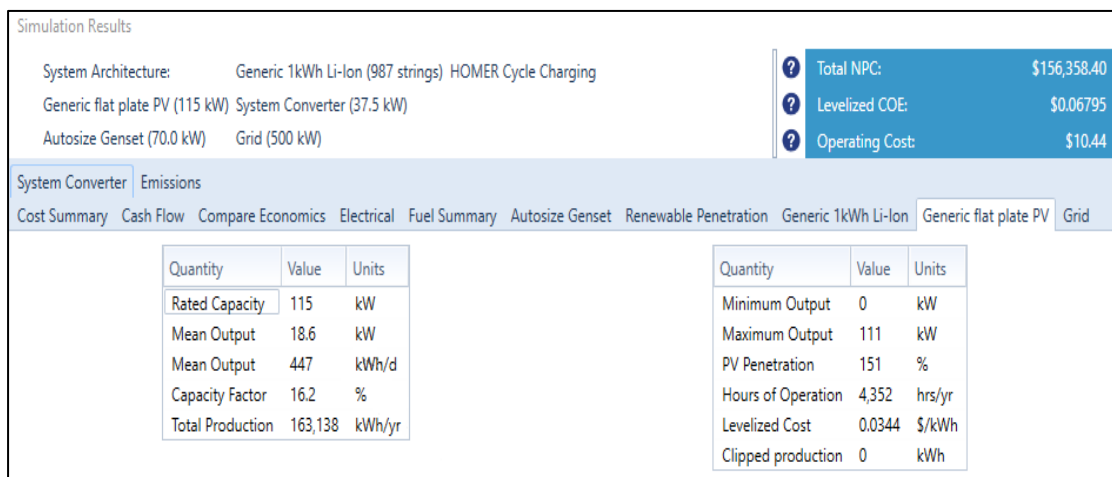 Simulation Results
System Architecture: Generic 1kWh Li-Ion (987 strings) HOMER Cycle Charging
Generic flat plate PV (115 kW) System Converter (37.5 kW)
Autosize Genset (70.0 kW) Grid (500 kW)
? Total NPC: $156,358.40
? Levelized COE: $0.06795
? Operating Cost: $10.44
System Converter Emissions
Cost Summary Cash Flow Compare Economics Electrical Fuel Summary Autosize Genset Renewable Penetration Generic 1kWh Li-Ion Generic flat plate PV Grid
Quantity Value Units
Rated Capacity 115 kW
Mean Output 18.6 kW
Mean Output 447 kWh/d
Capacity Factor 16.2 %
Total Production 163,138 kWh/yr
Quantity Value Units
Minimum Output 0 kW
Maximum Output 111 kW
PV Penetration 151 %
Hours of Operation 4,352 hrs/yr
Levelized Cost 0.0344 $/kWh
Clipped production 0 kWh